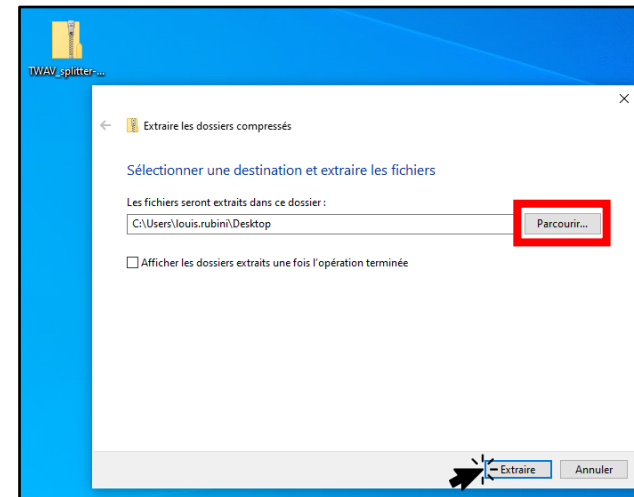 TWAV_splitter-...
Extraire les dossiers compressés
Sélectionner une destination et extraire les fichiers
Les fichiers seront extraits dans ce dossier :
C:\Users\louis.rubini\Desktop
Parcourir...
Afficher les dossiers extraits une fois l'opération terminée
Extraire
Annuler